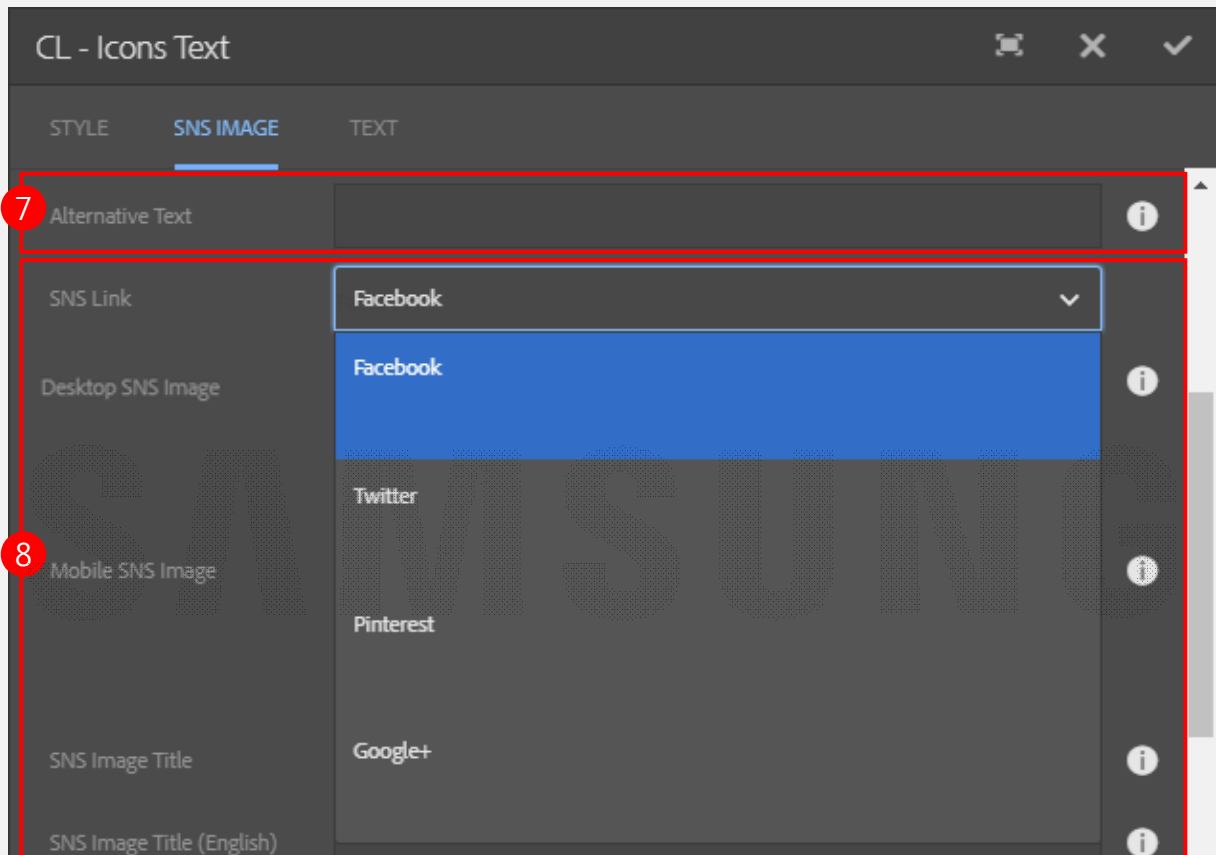 CL - Icons Text
STYLE SNS IMAGE TEXT
7 Alternative Text
SNS Link Facebook
Facebook
Desktop SNS Image
Twitter
8 Mobile SNS Image
Pinterest
SNS Image Title
Google+
SNS Image Title (English)
SAMSUNG